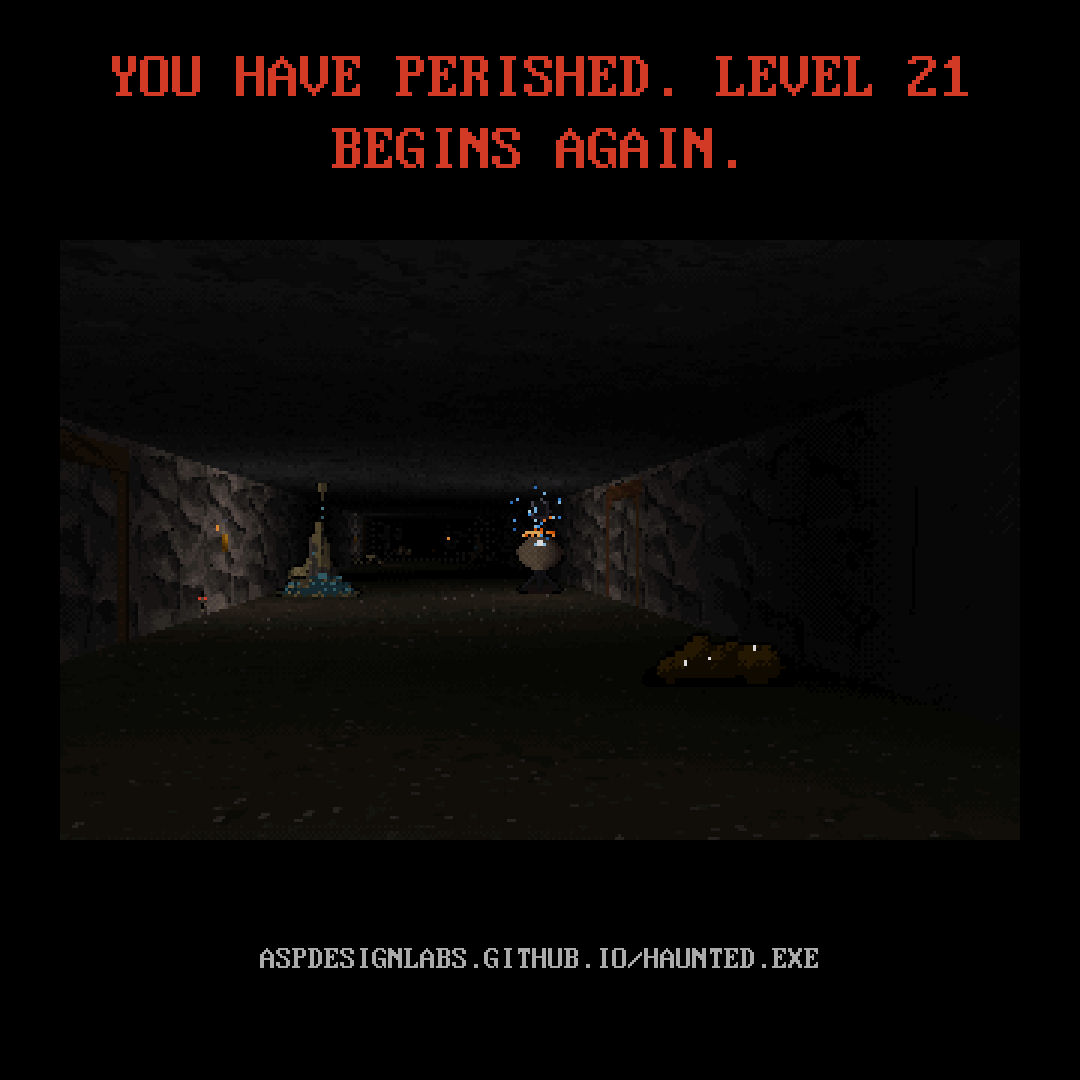 YOU HAVE PERISHED. LEVEL 21
BEGINS AGAIN.
ASPDESIGNLABS.GITHUB.IO/HAUNTED.EXE